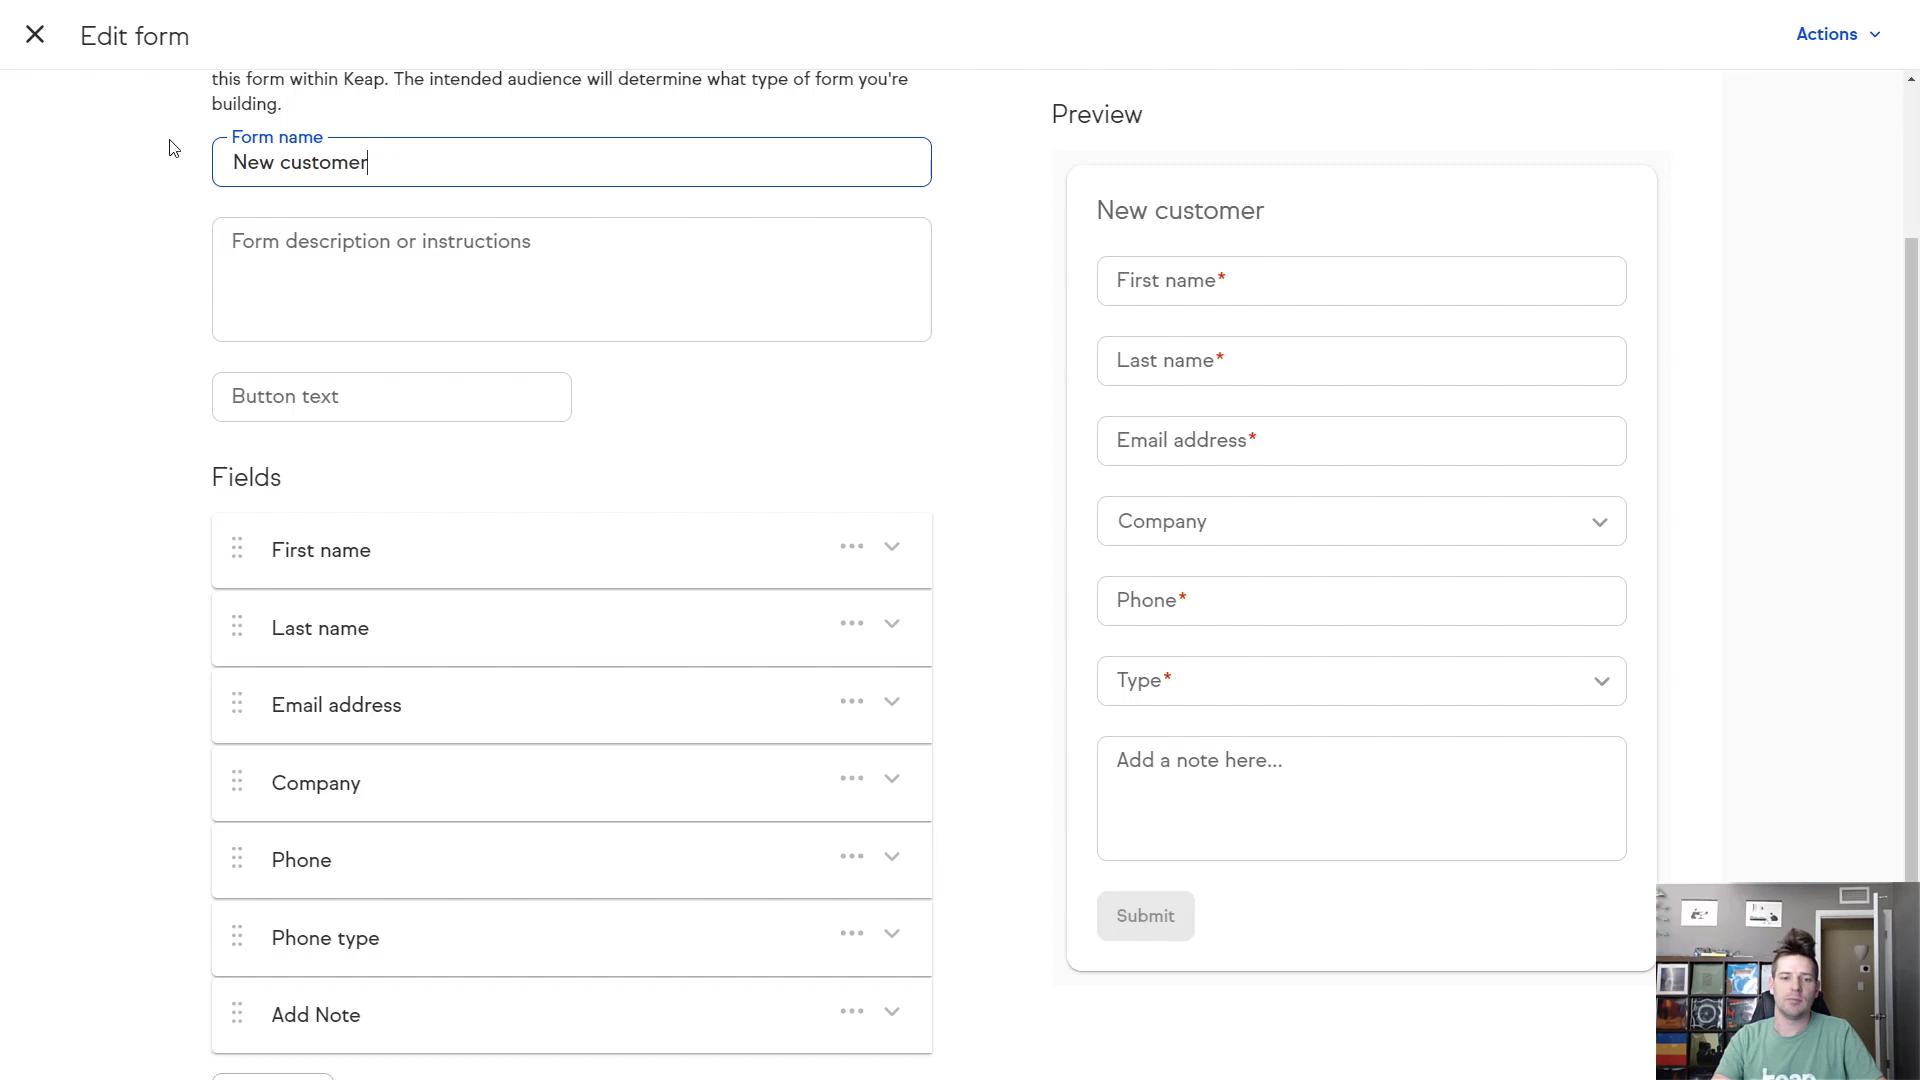 Edit form
Actions
this form within Keap. The intended audience will determine what type of form you're
building.
Form name
New customer
Form description or instructions
Button text
Fields
First name
Last name
Email address
Company
Phone
Phone type
Add Note
Preview
New customer
First name*
Last name*
Email address*
Company
Phone*
Type*
Add a note here...
Submit
keap